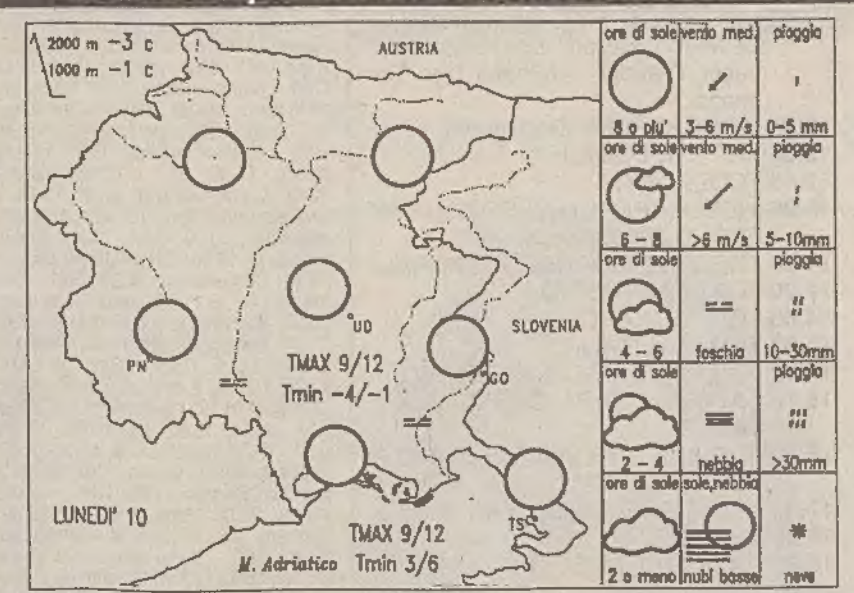 2000 m -3 c
1000 m -1 c
AUSTRIA
SLOVENIA
PN
UD
GO
TS
TMAX 9/12
Tmin -4/-1
LUNEDI' 10
TMAX 9/12
M. Adriatico Tmin 3/6
ore di sole vento med. pioggia
8 o piu' 3-6 m/s 0-5 mm
ore di sole vento med. pioggia
6 - 8 >6 m/s 5-10mm
ore di sole pioggia
4 - 6 foschia 10-30mm
ore di sole pioggia
2 - 4 nebbia >30mm
ore di sole sole,nebbia
2 o meno nubi basse neve